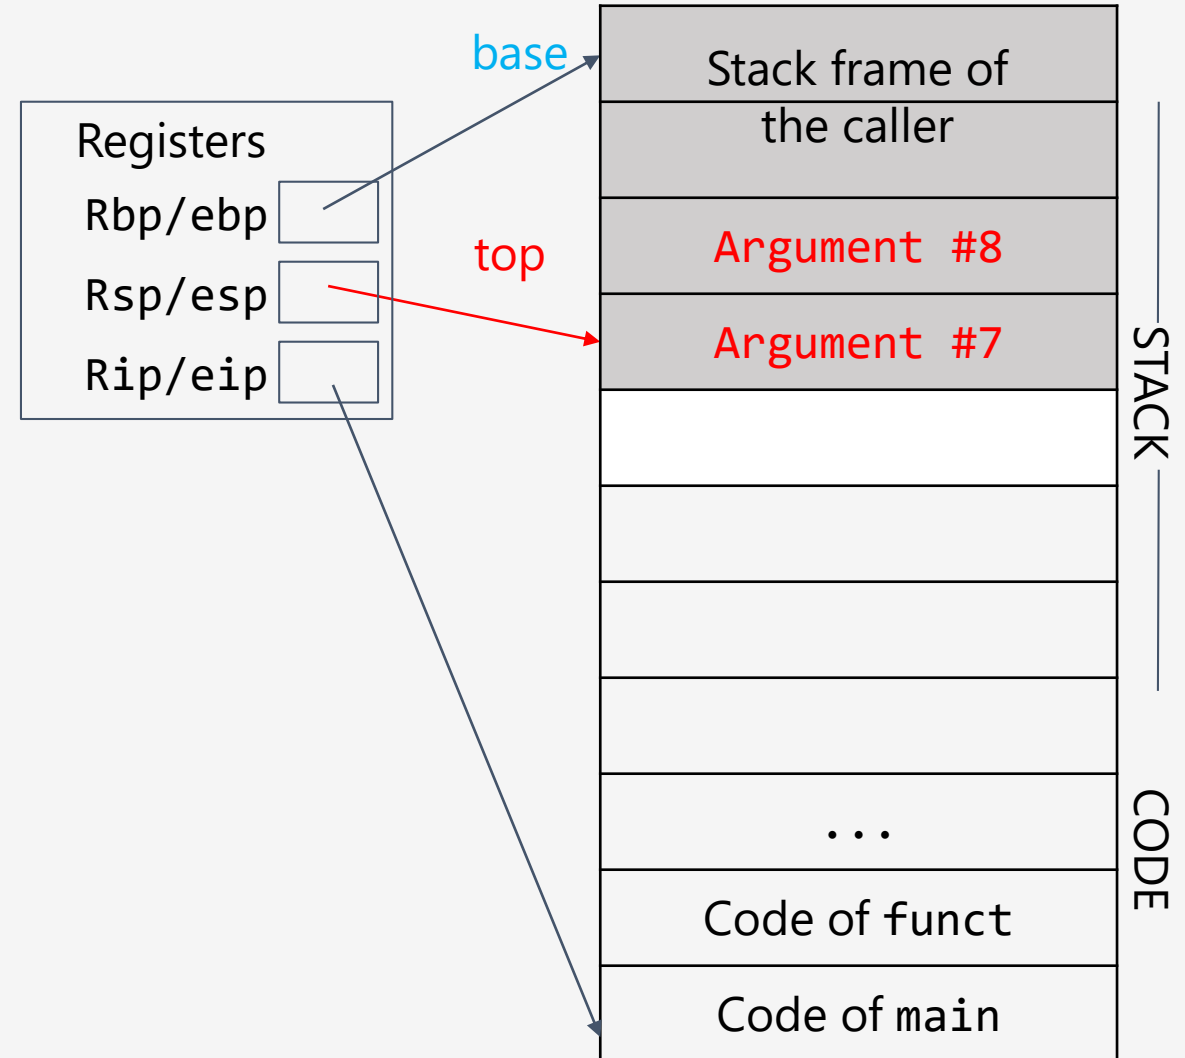 base
Registers
Rbp/ebp
Rsp/esp
Rip/eip
top
Stack frame of
the caller
Argument #8
Argument #7
...
Code of funct
Code of main
STACK
CODE